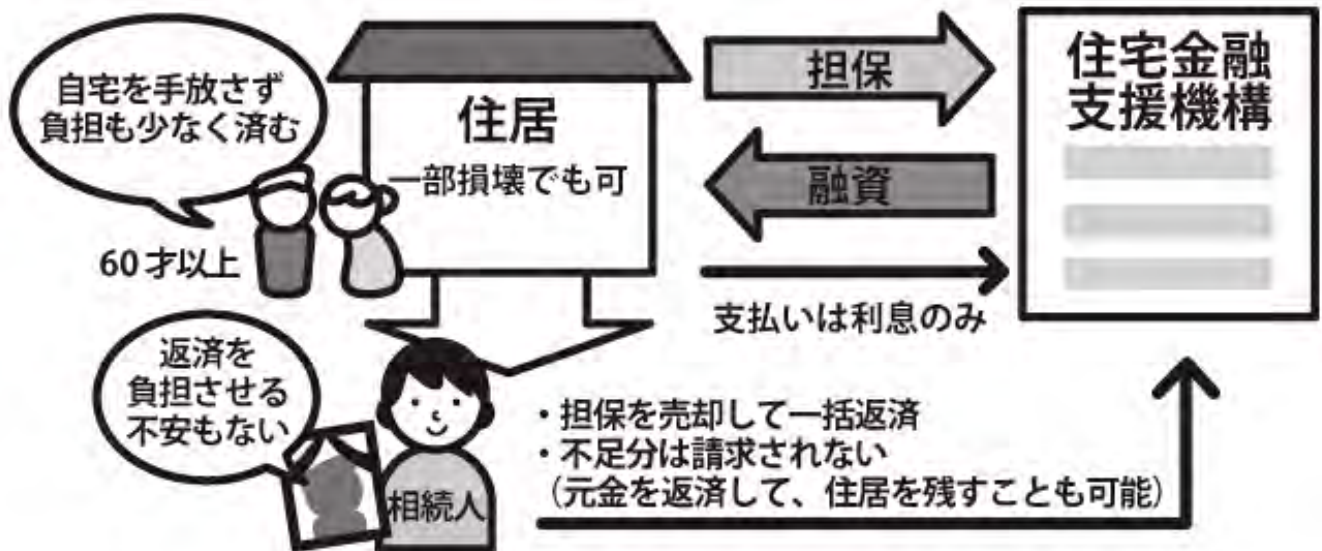 自宅を手放さず
負担も少なく済む
60才以上
住居
一部損壊でも可
担保
融資
支払いは利息のみ
住宅金融
支援機構
返済を
負担させる
不安もない
相続人
・担保を売却して一括返済
・不足分は請求されない
(元金を返済して、住居を残すことも可能)